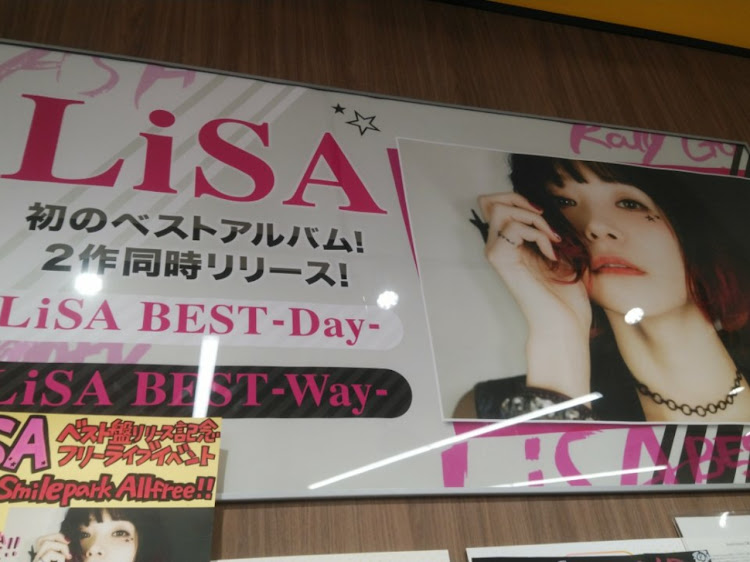 LiSA
初のベストアルバム!
2作同時リリース!
LiSA BEST-Day-
LiSA BEST-Way-
SA
ベスト盤リリース記念
フリーライブイベント
Smilepark Allfree!!